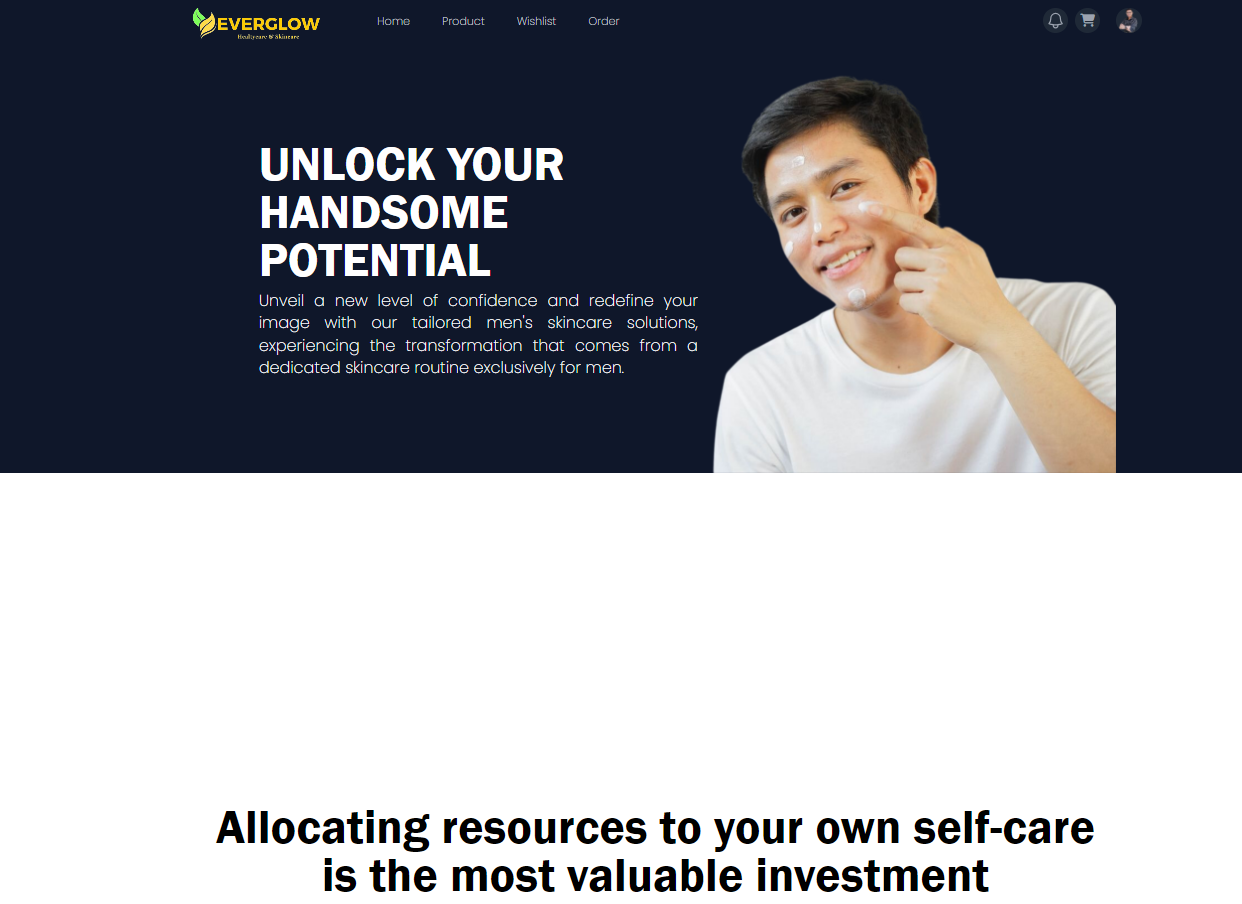 EVERGLOW
Healtycare & Skincare
Home
Product
Wishlist
Order
UNLOCK YOUR
HANDSOME
POTENTIAL
Unveil a new level of confidence and redefine your
image with our tailored men's skincare solutions,
experiencing the transformation that comes from a
dedicated skincare routine exclusively for men.
Allocating resources to your own self-care
is the most valuable investment